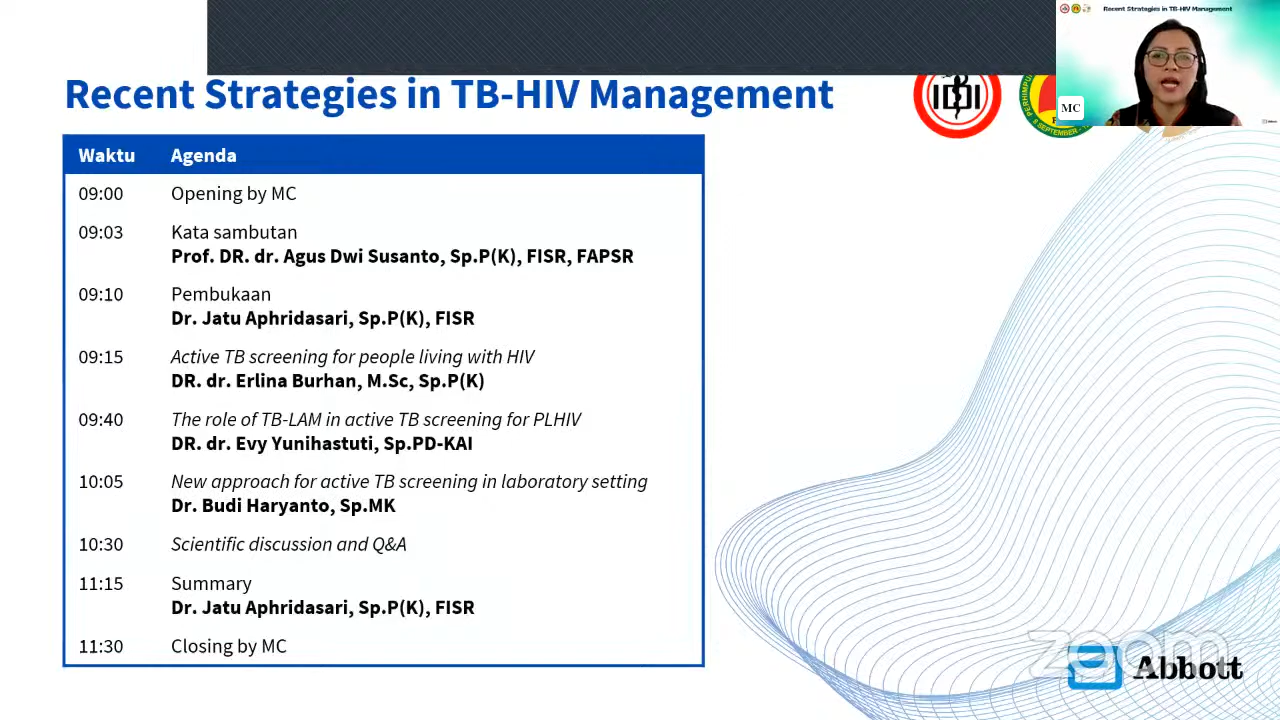 Recent Strategies in TB-HIV Management
MC
Recent Strategies in TB-HIV Management
IDI
PERHIMPU
5 SEPTEMBER - 1
Waktu Agenda
09:00 Opening by MC
09:03 Kata sambutan
Prof. DR. dr. Agus Dwi Susanto, Sp.P(K), FISR, FAPSR
09:10 Pembukaan
Dr. Jatu Aphridasari, Sp.P(K), FISR
09:15 Active TB screening for people living with HIV
DR. dr. Erlina Burhan, M.Sc, Sp.P(K)
09:40 The role of TB-LAM in active TB screening for PLHIV
DR. dr. Evy Yunihastuti, Sp.PD-KAI
10:05 New approach for active TB screening in laboratory setting
Dr. Budi Haryanto, Sp.MK
10:30 Scientific discussion and Q&A
11:15 Summary
Dr. Jatu Aphridasari, Sp.P(K), FISR
11:30 Closing by MC
zoom
Abbott